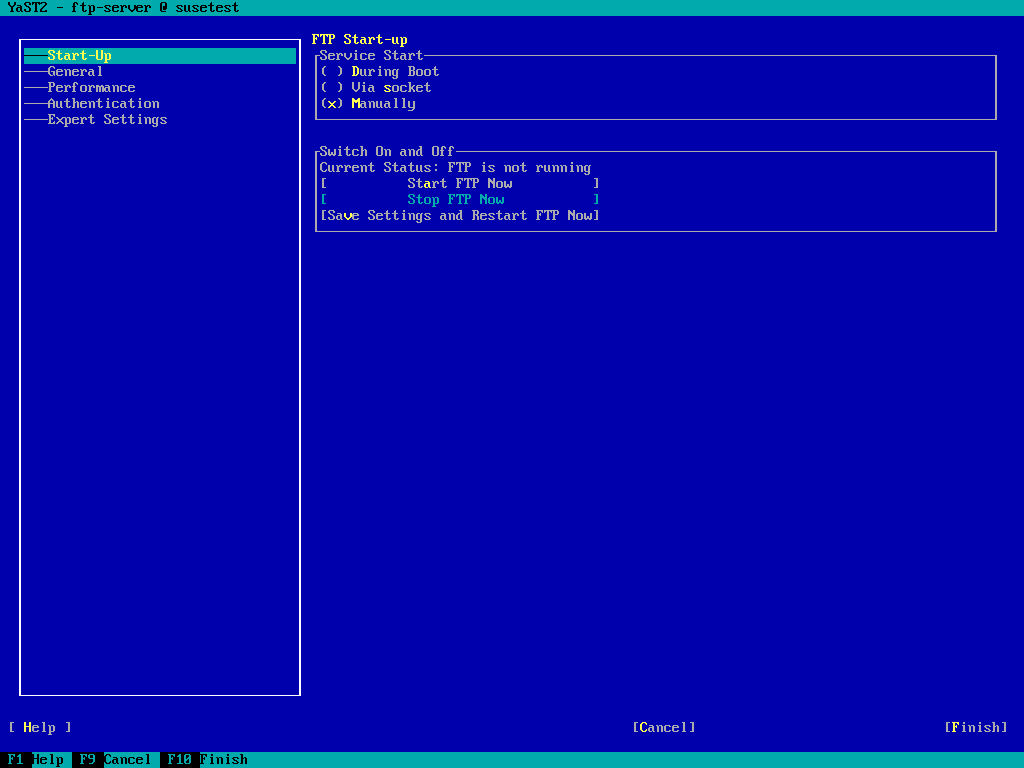 YaST2 - ftp-server @ susetest
Start-Up
General
Performance
Authentication
Expert Settings
FTP Start-up
Service Start
( ) During Boot
( ) Via socket
(x) Manually
Switch On and Off
Current Status: FTP is not running
[ Start FTP Now ]
[ Stop FTP Now ]
[Save Settings and Restart FTP Now]
[ Help ] [Cancel] [Finish]
F1 Help F9 Cancel F10 Finish